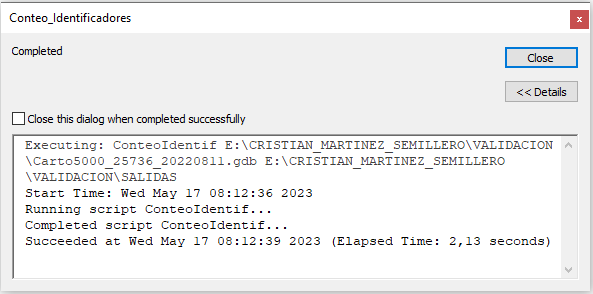 Conteo_Identificadores
Completed
Close
<< Details
Close this dialog when completed successfully
Executing: ConteoIdentif E:\CRISTIAN_MARTINEZ_SEMILLERO\VALIDACION
\Carto5000_25736_20220811.gdb E:\CRISTIAN_MARTINEZ_SEMILLERO
\VALIDACION\SALIDAS
Start Time: Wed May 17 08:12:36 2023
Running script ConteoIdentif...
Completed script ConteoIdentif...
Succeeded at Wed May 17 08:12:39 2023 (Elapsed Time: 2,13 seconds)